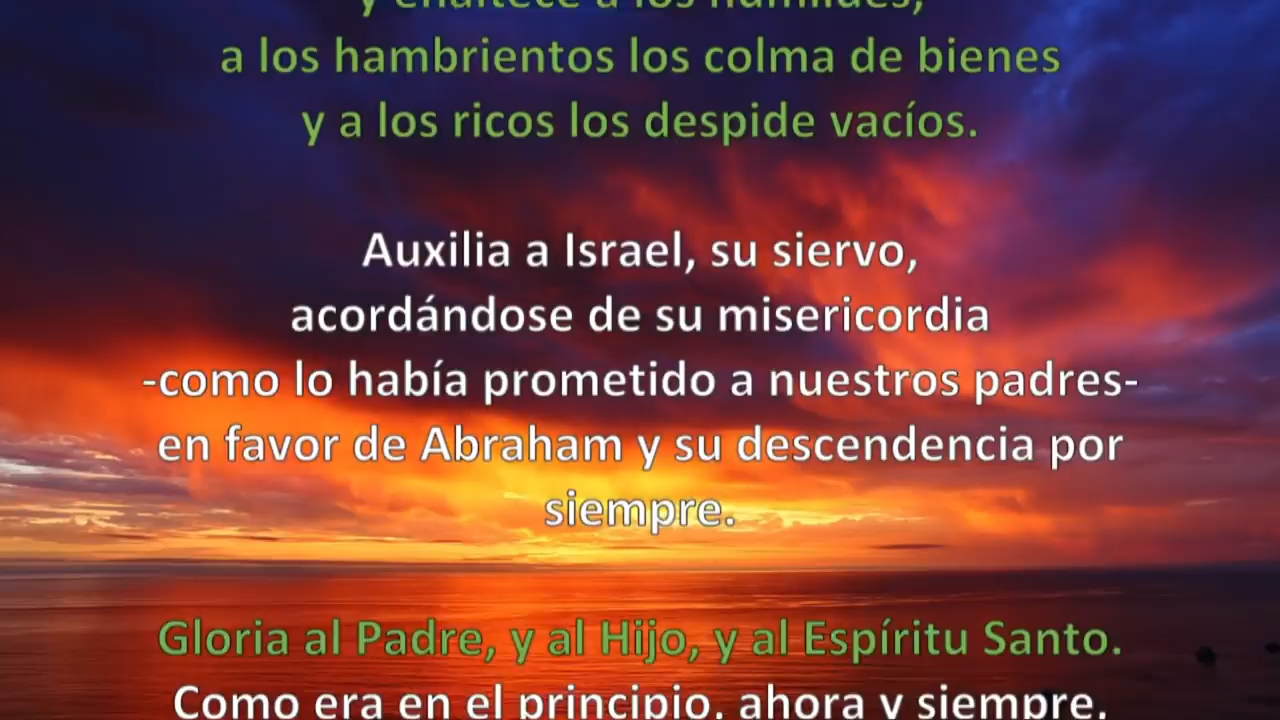 y enaltece a los humildes,
a los hambrientos los colma de bienes
y a los ricos los despide vacíos.
Auxilia a Israel, su siervo,
acordándose de su misericordia
-como lo había prometido a nuestros padres-
en favor de Abraham y su descendencia por
siempre.
Gloria al Padre, y al Hijo, y al Espíritu Santo.
Como era en el principio, ahora y siempre,